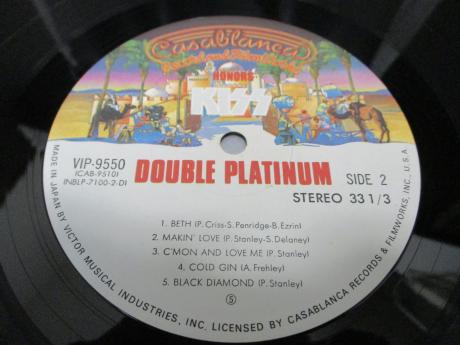 Casablanca
Record and FilmWorks
HONORS
KISS
VIP-9550
(CAB-9510)
INBLP-7100-2-D)
DOUBLE PLATINUM
SIDE 2
STEREO 33 1/3
1. BETH (P. Criss-S. Penridge-B. Ezrin)
2. MAKIN' LOVE (P. Stanley-S. Delaney)
3. C'MON AND LOVE ME (P. Stanley)
4. COLD GIN (A. Frehley)
5. BLACK DIAMOND (P. Stanley)
Ⓢ
MADE IN JAPAN BY VICTOR MUSICAL INDUSTRIES, INC. LICENSED BY CASABLANCA RECORDS & FILMWORKS, INC., U.S.A.